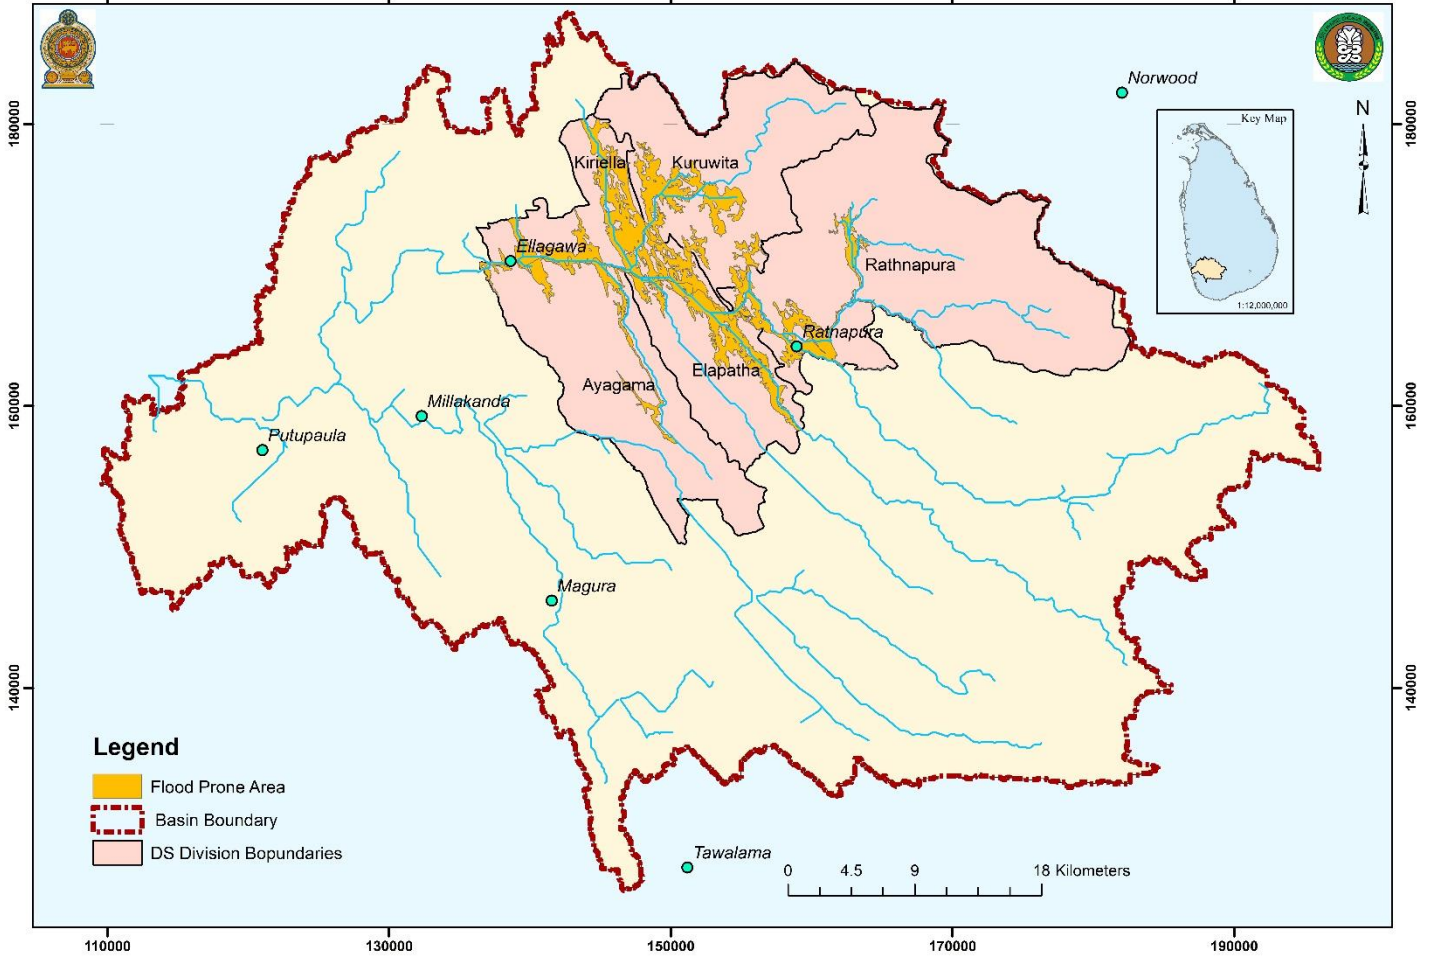 Norwood
N
Key Map
1:12,000,000
180000
180000
Kiriella
Kuruwita
Ellagawa
Rathnapura
Ratnapura
Elapatha
Ayagama
160000
160000
Millakanda
Putupaula
Magura
140000
140000
Legend
Flood Prone Area
Basin Boundary
DS Division Bopundaries
Tawalama
0 4.5 9 18 Kilometers
110000 130000 150000 170000 190000